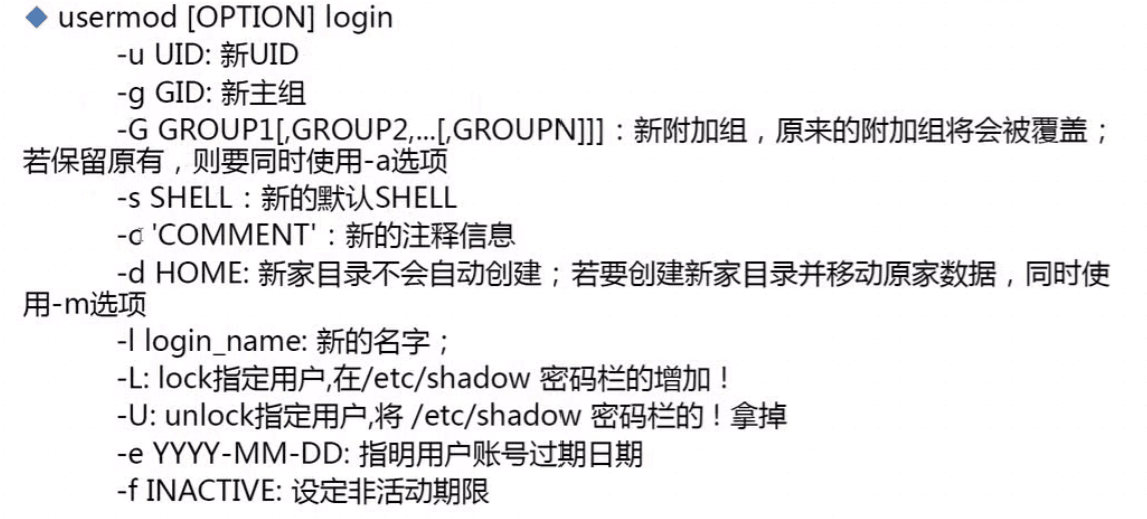 usermod [OPTION] login
-u UID: 新UID
-g GID: 新主组
-G GROUP1[,GROUP2,...[,GROUPN]]]：新附加组，原来的附加组将会被覆盖；
若保留原有，则要同时使用-a选项
-s SHELL：新的默认SHELL
-c 'COMMENT'：新的注释信息
-d HOME: 新家目录不会自动创建；若要创建新家目录并移动原家数据，同时使
用-m选项
-l login_name: 新的名字；
-L: lock指定用户,在/etc/shadow 密码栏的增加！
-U: unlock指定用户,将 /etc/shadow 密码栏的！拿掉
-e YYYY-MM-DD: 指明用户账号过期日期
-f INACTIVE: 设定非活动期限